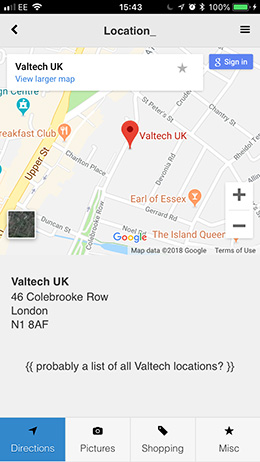 EE 15:43 100%
Location_
Valtech UK
View larger map
Sign in
gn Centre
St Peter's St
Valtech UK
reakfast Club
Charlton Place
Upper St
Devonia Rd
Rheidol Terrace
Earl of Essex
Gerrard Rd
Duncan St
Noel Rd
Colebrooke Row
The Island Queen
Google
Map data ©2018 Google Terms of Use
Valtech UK
46 Colebrooke Row
London
N1 8AF
{{ probably a list of all Valtech locations? }}
Directions Pictures Shopping Misc